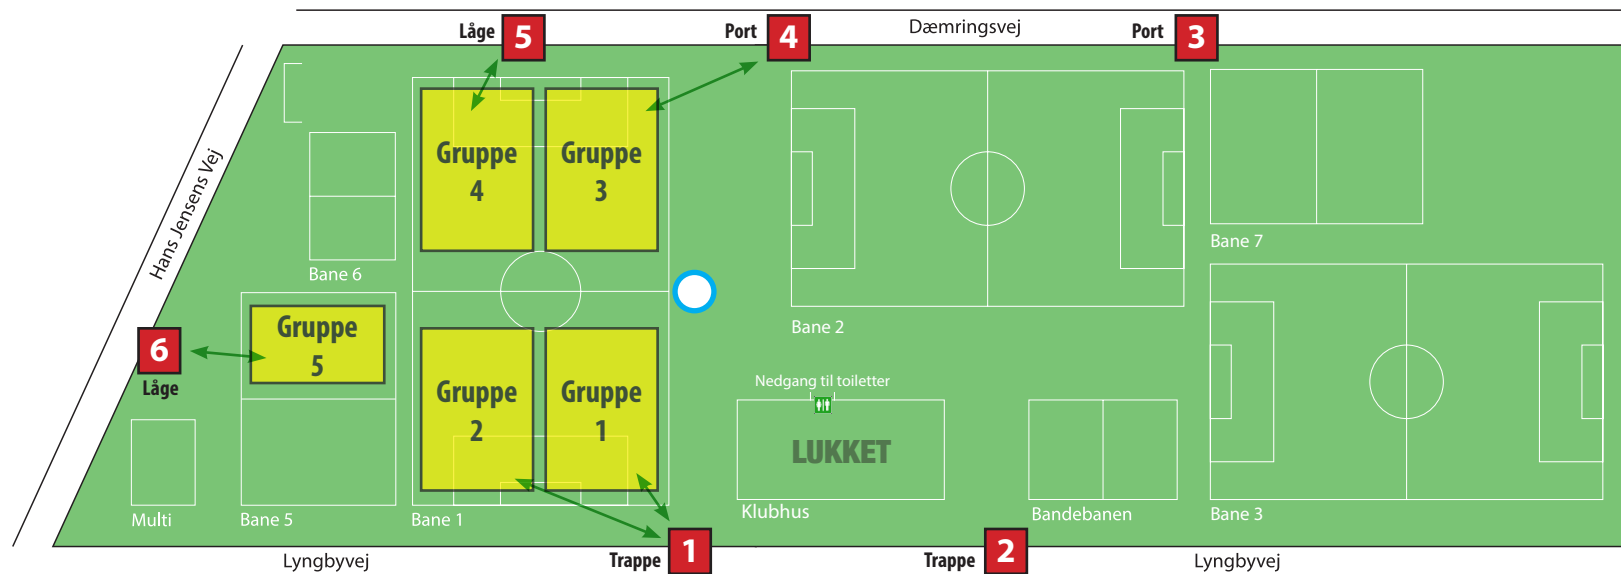 Dæmringsvej
Låge 5
Port 4
Port 3
Hans Jensens Vej
Gruppe
4
Gruppe
3
Bane 6
Bane 7
Bane 2
Gruppe
5
6
Låge
Gruppe
2
Gruppe
1
Nedgang til toiletter
LUKKET
Klubhus
Multi
Bane 5
Bane 1
Bandebanen
Bane 3
Lyngbyvej
Trappe 1
Trappe 2
Lyngbyvej